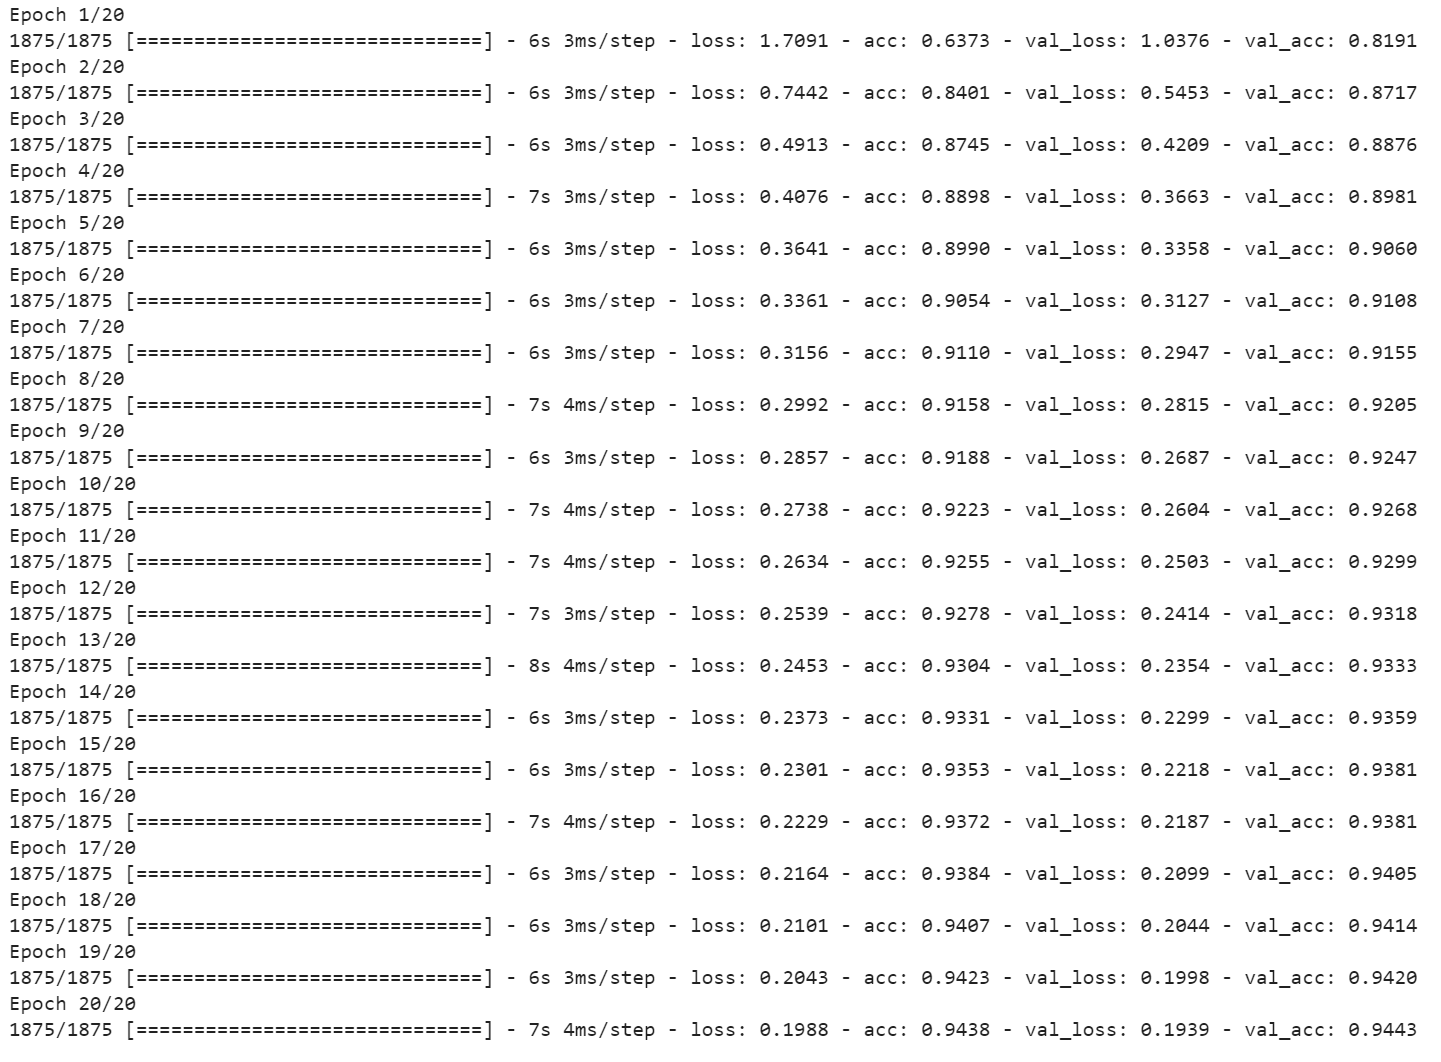 Epoch 1/20
1875/1875 [==============================] - 6s 3ms/step - loss: 1.7091 - acc: 0.6373 - val_loss: 1.0376 - val_acc: 0.8191
Epoch 2/20
1875/1875 [==============================] - 6s 3ms/step - loss: 0.7442 - acc: 0.8401 - val_loss: 0.5453 - val_acc: 0.8717
Epoch 3/20
1875/1875 [==============================] - 6s 3ms/step - loss: 0.4913 - acc: 0.8745 - val_loss: 0.4209 - val_acc: 0.8876
Epoch 4/20
1875/1875 [==============================] - 7s 3ms/step - loss: 0.4076 - acc: 0.8898 - val_loss: 0.3663 - val_acc: 0.8981
Epoch 5/20
1875/1875 [==============================] - 6s 3ms/step - loss: 0.3641 - acc: 0.8990 - val_loss: 0.3358 - val_acc: 0.9060
Epoch 6/20
1875/1875 [==============================] - 6s 3ms/step - loss: 0.3361 - acc: 0.9054 - val_loss: 0.3127 - val_acc: 0.9108
Epoch 7/20
1875/1875 [==============================] - 6s 3ms/step - loss: 0.3156 - acc: 0.9110 - val_loss: 0.2947 - val_acc: 0.9155
Epoch 8/20
1875/1875 [==============================] - 7s 4ms/step - loss: 0.2992 - acc: 0.9158 - val_loss: 0.2815 - val_acc: 0.9205
Epoch 9/20
1875/1875 [==============================] - 6s 3ms/step - loss: 0.2857 - acc: 0.9188 - val_loss: 0.2687 - val_acc: 0.9247
Epoch 10/20
1875/1875 [==============================] - 7s 4ms/step - loss: 0.2738 - acc: 0.9223 - val_loss: 0.2604 - val_acc: 0.9268
Epoch 11/20
1875/1875 [==============================] - 7s 4ms/step - loss: 0.2634 - acc: 0.9255 - val_loss: 0.2503 - val_acc: 0.9299
Epoch 12/20
1875/1875 [==============================] - 7s 3ms/step - loss: 0.2539 - acc: 0.9278 - val_loss: 0.2414 - val_acc: 0.9318
Epoch 13/20
1875/1875 [==============================] - 8s 4ms/step - loss: 0.2453 - acc: 0.9304 - val_loss: 0.2354 - val_acc: 0.9333
Epoch 14/20
1875/1875 [==============================] - 6s 3ms/step - loss: 0.2373 - acc: 0.9331 - val_loss: 0.2299 - val_acc: 0.9359
Epoch 15/20
1875/1875 [==============================] - 6s 3ms/step - loss: 0.2301 - acc: 0.9353 - val_loss: 0.2218 - val_acc: 0.9381
Epoch 16/20
1875/1875 [==============================] - 7s 4ms/step - loss: 0.2229 - acc: 0.9372 - val_loss: 0.2187 - val_acc: 0.9381
Epoch 17/20
1875/1875 [==============================] - 6s 3ms/step - loss: 0.2164 - acc: 0.9384 - val_loss: 0.2099 - val_acc: 0.9405
Epoch 18/20
1875/1875 [==============================] - 6s 3ms/step - loss: 0.2101 - acc: 0.9407 - val_loss: 0.2044 - val_acc: 0.9414
Epoch 19/20
1875/1875 [==============================] - 6s 3ms/step - loss: 0.2043 - acc: 0.9423 - val_loss: 0.1998 - val_acc: 0.9420
Epoch 20/20
1875/1875 [==============================] - 7s 4ms/step - loss: 0.1988 - acc: 0.9438 - val_loss: 0.1939 - val_acc: 0.9443